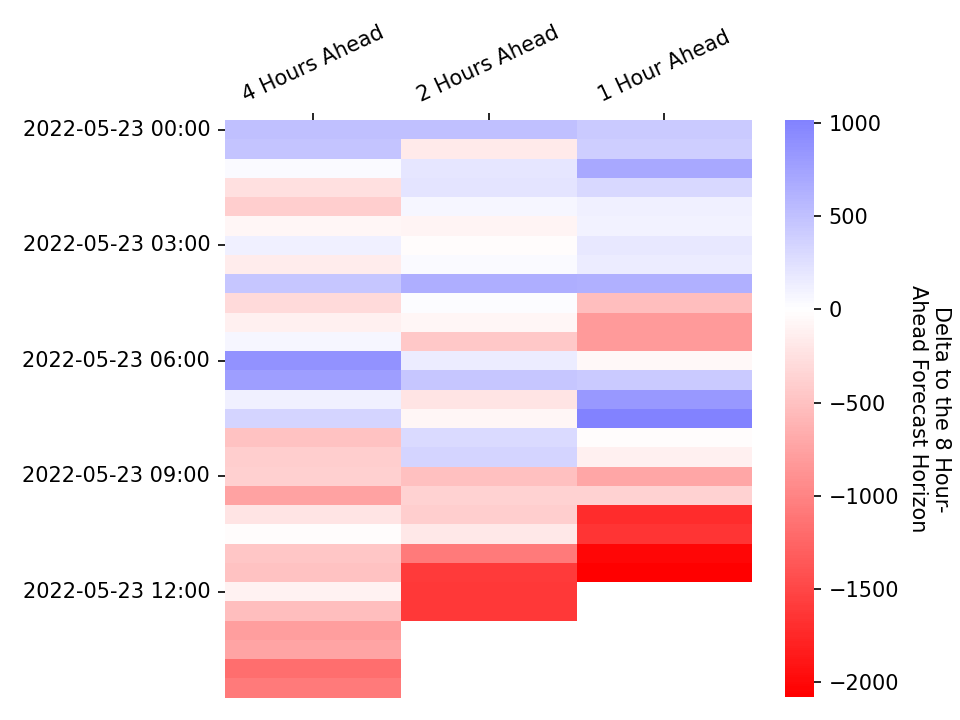 4 Hours Ahead
2 Hours Ahead
1 Hour Ahead
2022-05-23 00:00
2022-05-23 03:00
2022-05-23 06:00
2022-05-23 09:00
2022-05-23 12:00
1000
500
0
−500
−1000
−1500
−2000
Delta to the 8 Hour-
Ahead Forecast Horizon